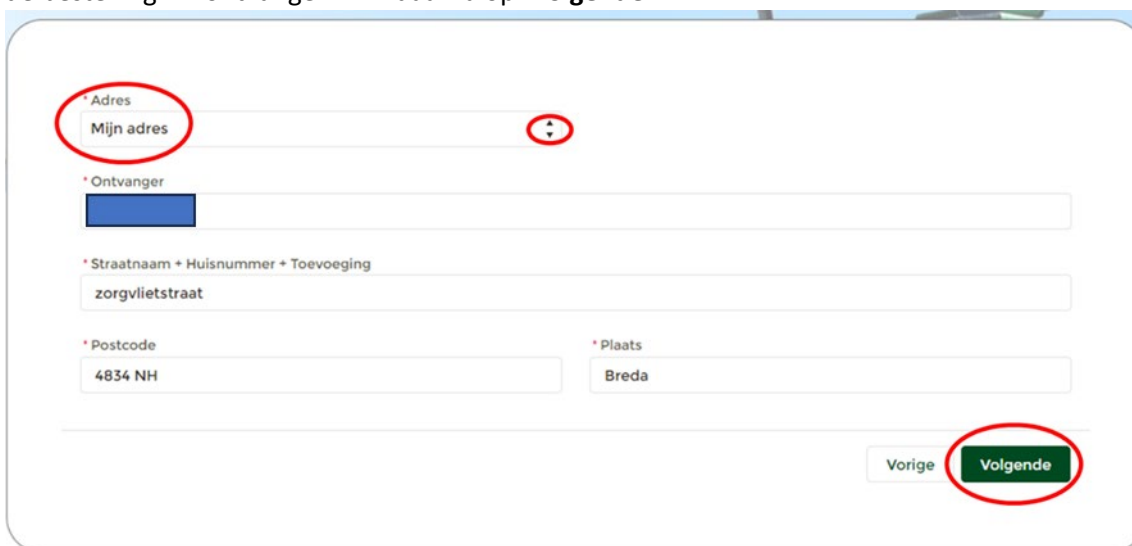 * Adres
Mijn adres
* Ontvanger
* Straatnaam + Huisnummer + Toevoeging
zorgvlietstraat
* Postcode
* Plaats
4834 NH
Breda
Vorige
Volgende